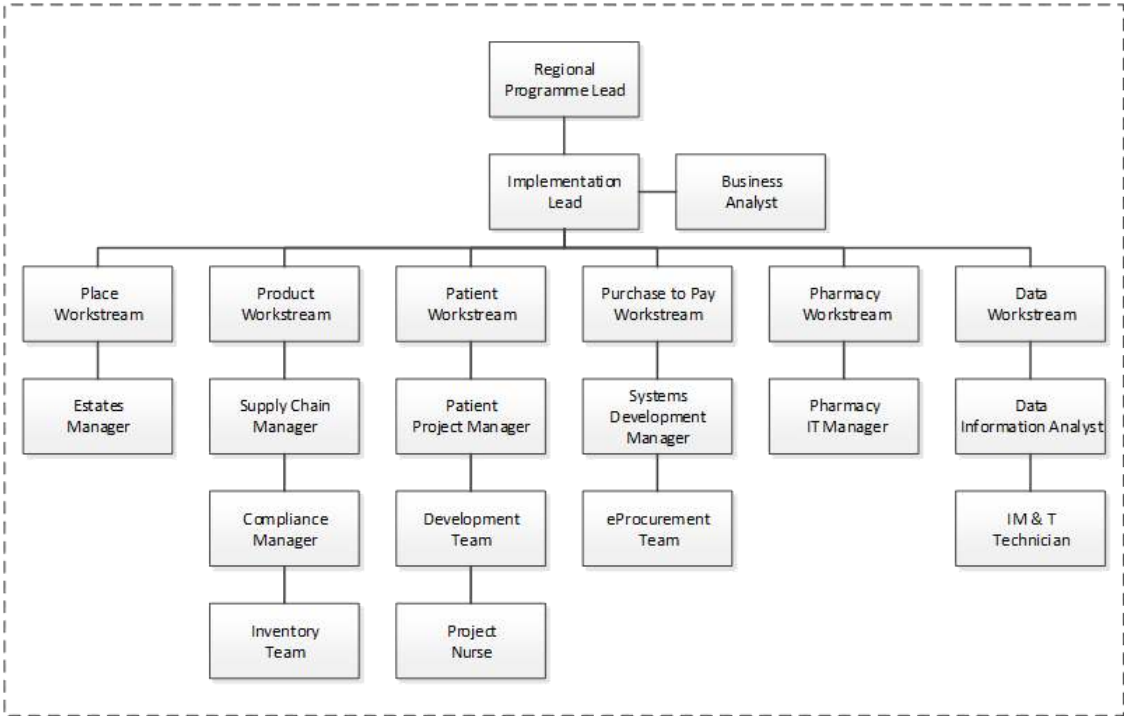 Regional
Programme Lead
Implementation
Lead
Business
Analyst
Place
Workstream
Product
Workstream
Patient
Workstream
Purchase to Pay
Workstream
Pharmacy
Workstream
Data
Workstream
Estates
Manager
Supply Chain
Manager
Patient
Project Manager
Systems
Development
Manager
Pharmacy
IT Manager
Data
Information Analyst
Compliance
Manager
Development
Team
eProcurement
Team
IM & T
Technician
Inventory
Team
Project
Nurse